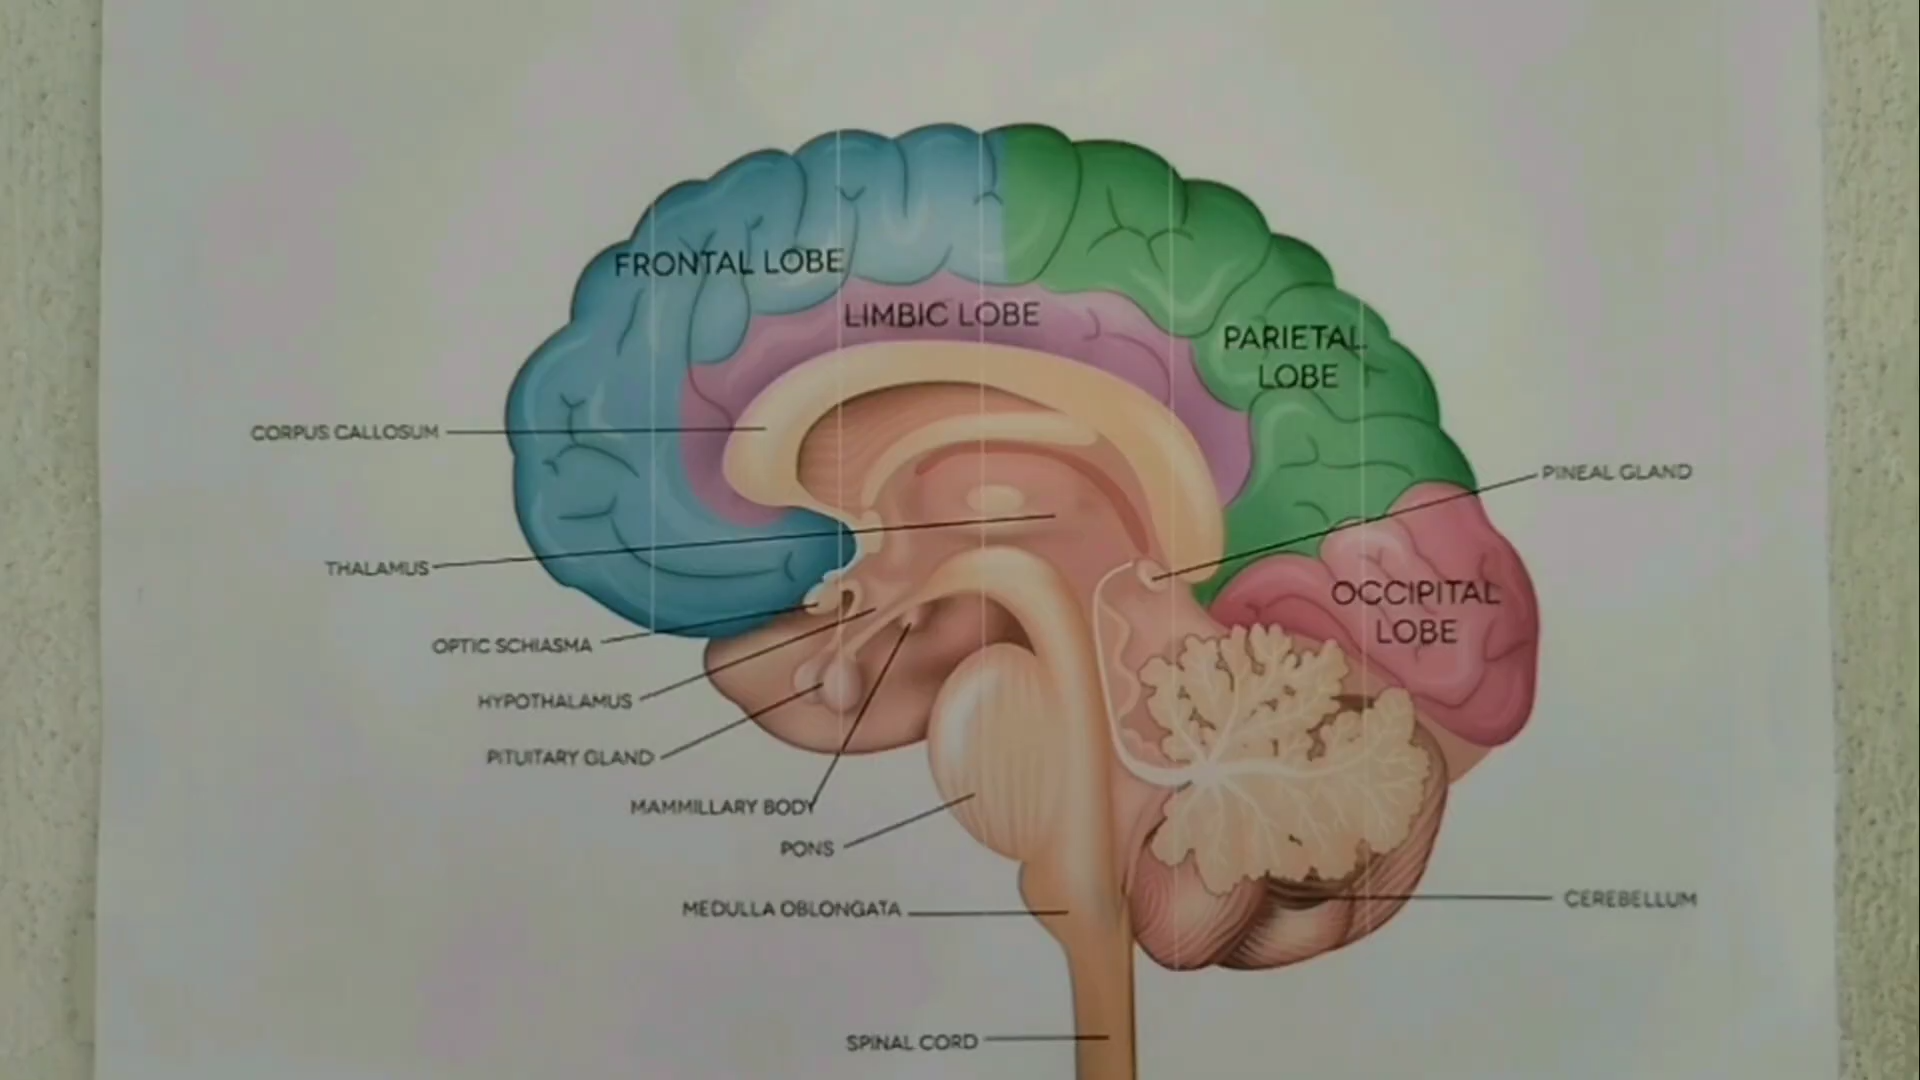 FRONTAL LOBE
LIMBIC LOBE
PARIETAL
LOBE
CORPUS CALLOSUM
PINEAL GLAND
THALAMUS
OCCIPITAL
LOBE
OPTIC SCHIASMA
HYPOTHALAMUS
PITUITARY GLAND
MAMMILLARY BODY
PONS
MEDULLA OBLONGATA
CEREBELLUM
SPINAL CORD